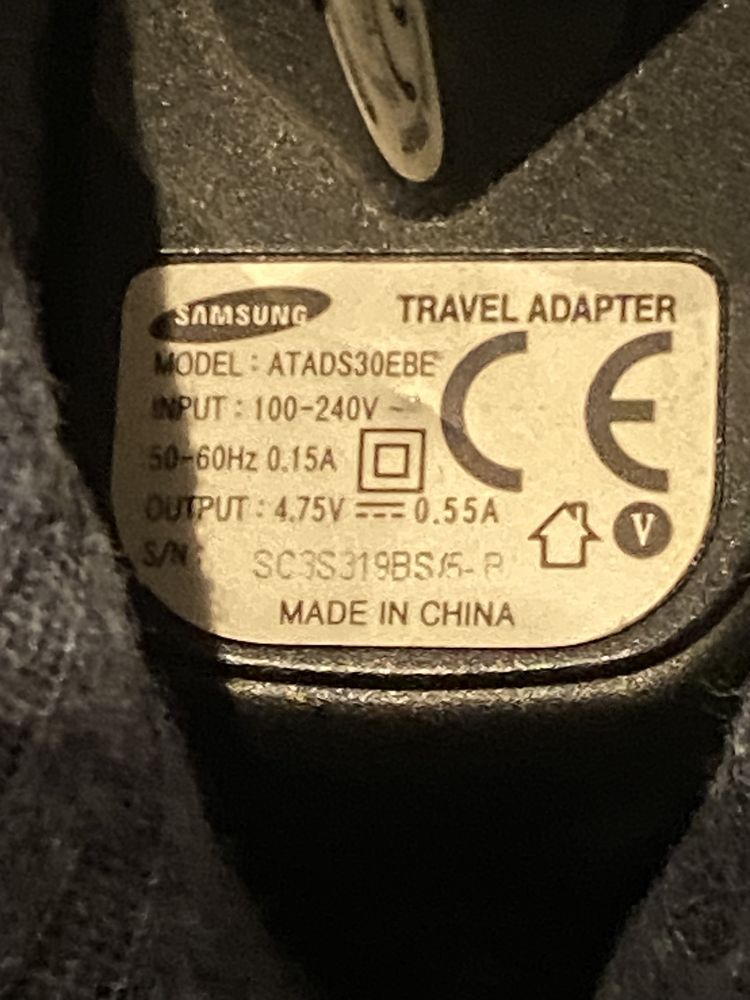 SAMSUNG TRAVEL ADAPTER
MODEL : ATADS30EBE
INPUT : 100-240V ~
50-60Hz 0.15A
OUTPUT : 4.75V ⎓ 0.55A
S/N :
MADE IN CHINA
CE
V